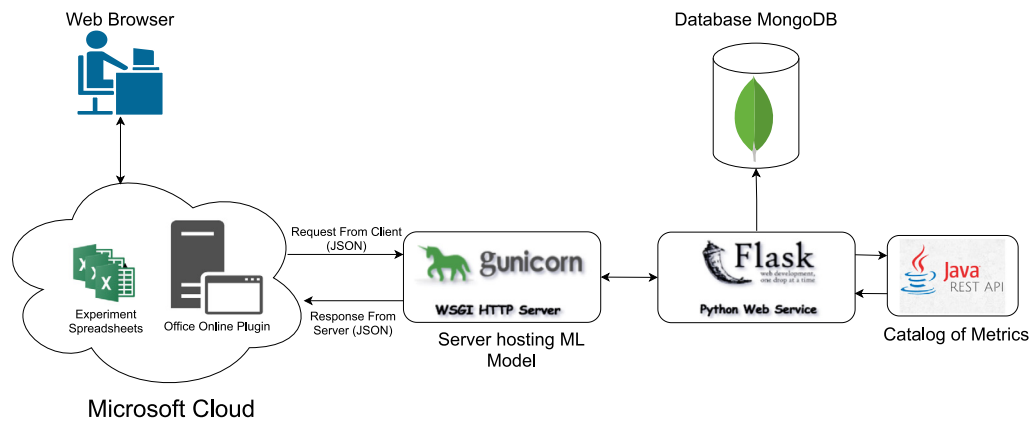 Web Browser
Database MongoDB
Request From Client
(JSON)
gunicorn
WSGI HTTP Server
Response From
Server (JSON)
Server hosting ML
Model
Flask
web development,
one drop at a time
Python Web Service
Java
REST API
Catalog of Metrics
X
X
X
Experiment
Spreadsheets
Office Online Plugin
Microsoft Cloud